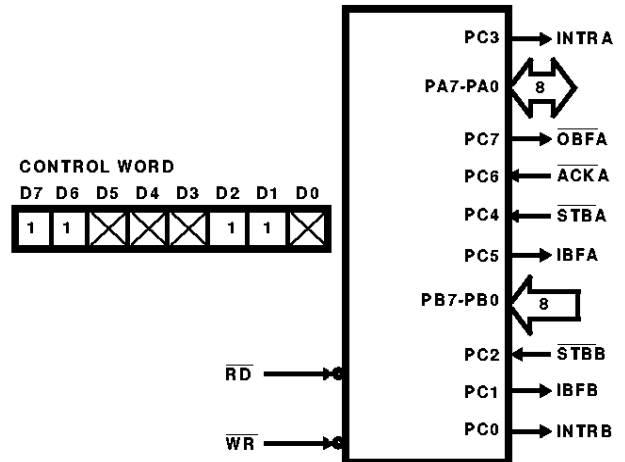 PC3 INTRA
PA7-PA0 8
PC7 OBFA
CONTROL WORD
D7 D6 D5 D4 D3 D2 D1 D0
1 1 1 1
PC6 ACKA
PC4 STBA
PC5 IBFA
PB7-PB0 8
PC2 STBB
RD
PC1 IBFB
WR
PC0 INTRB